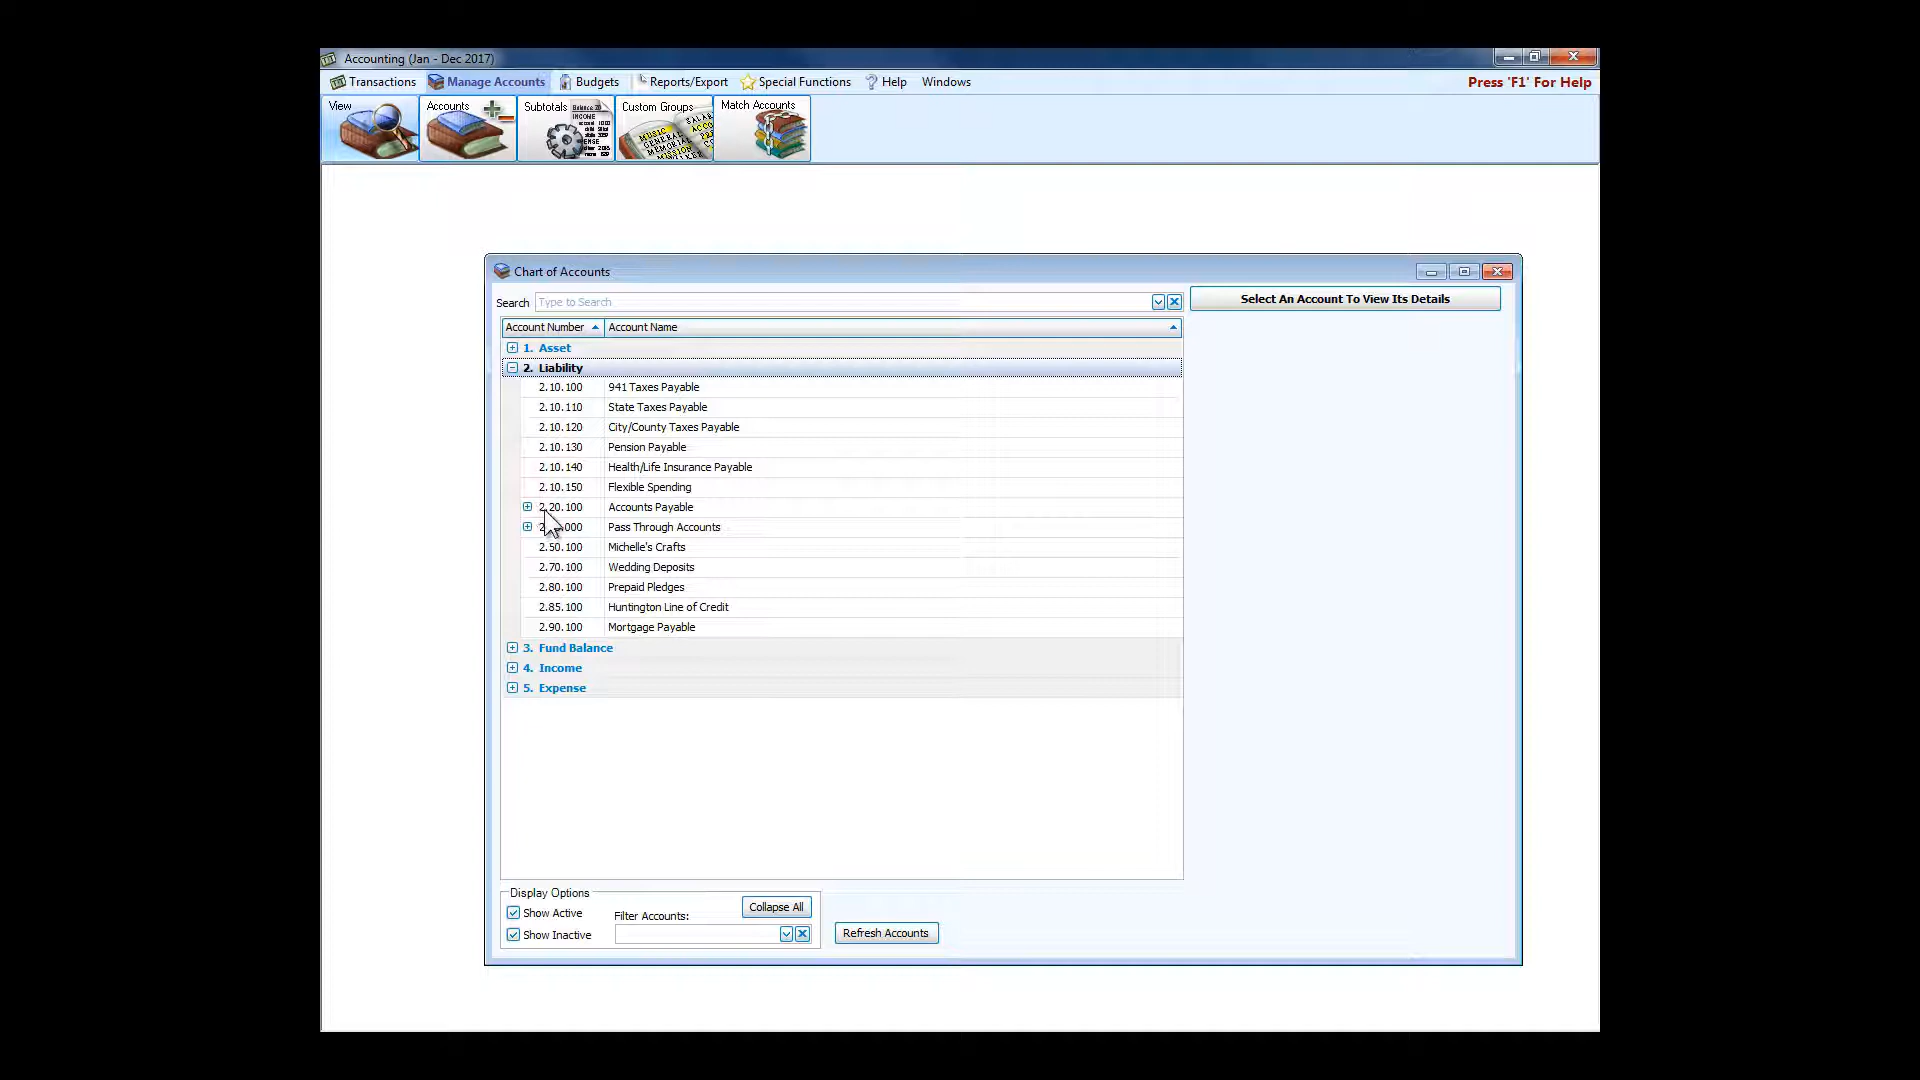 Accounting (Jan - Dec 2017)
Transactions Manage Accounts Budgets Reports/Export Special Functions Help Windows Press 'F1' For Help
View Accounts Subtotals Custom Groups Match Accounts
Chart of Accounts
Search Type to Search Select An Account To View Its Details
Account Number Account Name
1. Asset
2. Liability
2.10.100 941 Taxes Payable
2.10.110 State Taxes Payable
2.10.120 City/County Taxes Payable
2.10.130 Pension Payable
2.10.140 Health/Life Insurance Payable
2.10.150 Flexible Spending
2.20.100 Accounts Payable
Pass Through Accounts
2.50.100 Michelle's Crafts
2.70.100 Wedding Deposits
2.80.100 Prepaid Pledges
2.85.100 Huntington Line of Credit
2.90.100 Mortgage Payable
3. Fund Balance
4. Income
5. Expense
Display Options
Show Active Filter Accounts: Collapse All
Show Inactive Refresh Accounts